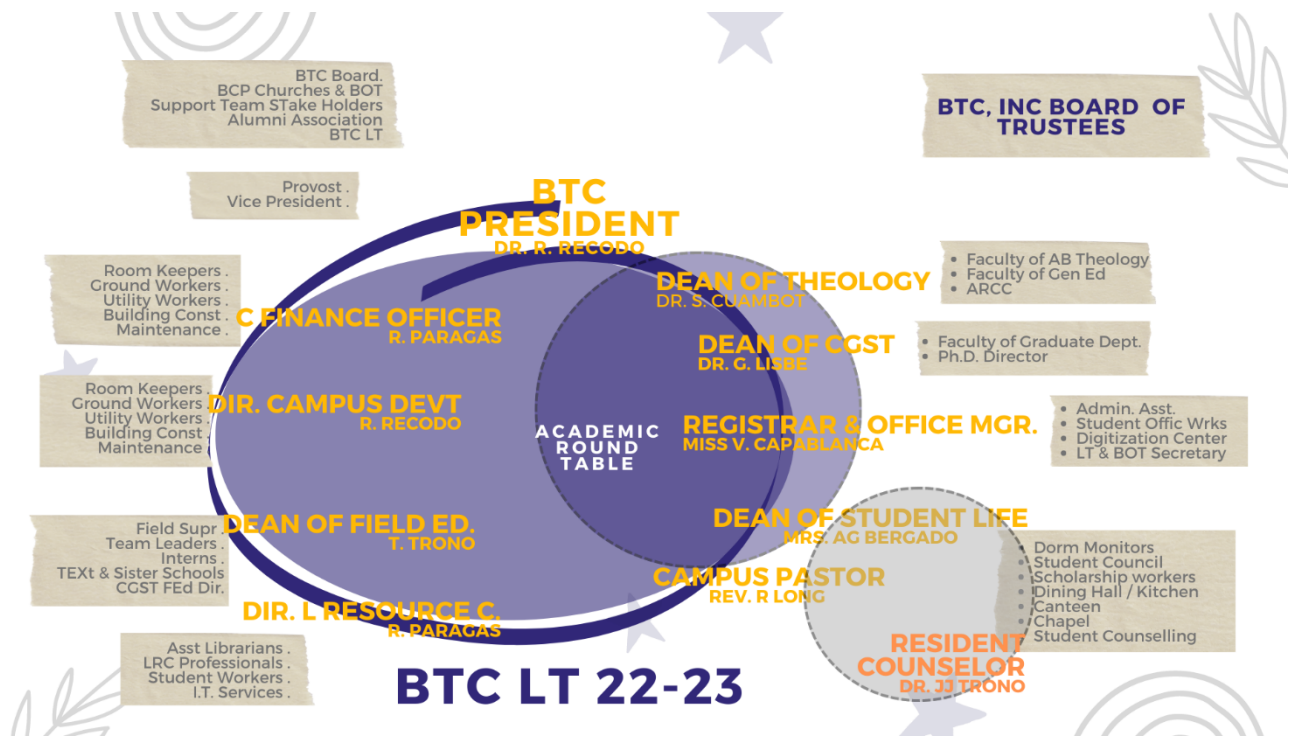 BTC Board.
BCP Churches & BOT
Support Team STake Holders
Alumni Association
BTC LT
BTC, INC BOARD OF
TRUSTEES
Provost .
Vice President .
BTC
PRESIDENT
DR. R. RECODO
Room Keepers .
Ground Workers .
Utility Workers .
Building Const .
Maintenance .
C FINANCE OFFICER
R. PARAGAS
DEAN OF THEOLOGY
DR. S. CUAMBOT
• Faculty of AB Theology
• Faculty of Gen Ed
• ARCC
DEAN OF CGST
DR. G. LISBE
• Faculty of Graduate Dept.
• Ph.D. Director
Room Keepers .
Ground Workers .
Utility Workers .
Building Const .
Maintenance .
DIR. CAMPUS DEVT
R. RECODO
ACADEMIC
ROUND
TABLE
REGISTRAR & OFFICE MGR.
MISS V. CAPABLANCA
• Admin. Asst.
• Student Offic Wrks
• Digitization Center
• LT & BOT Secretary
Field Supr .
Team Leaders .
Interns .
TEXt & Sister Schools
CGST FEd Dir.
DEAN OF FIELD ED.
T. TRONO
DEAN OF STUDENT LIFE
MRS. AG BERGADO
CAMPUS PASTOR
REV. R LONG
• Dorm Monitors
• Student Council
• Scholarship workers
• Dining Hall / Kitchen
• Canteen
• Chapel
• Student Counselling
DIR. L RESOURCE C.
R. PARAGAS
Asst Librarians .
LRC Professionals .
Student Workers .
I.T. Services .
RESIDENT
COUNSELOR
DR. JJ TRONO
BTC LT 22-23